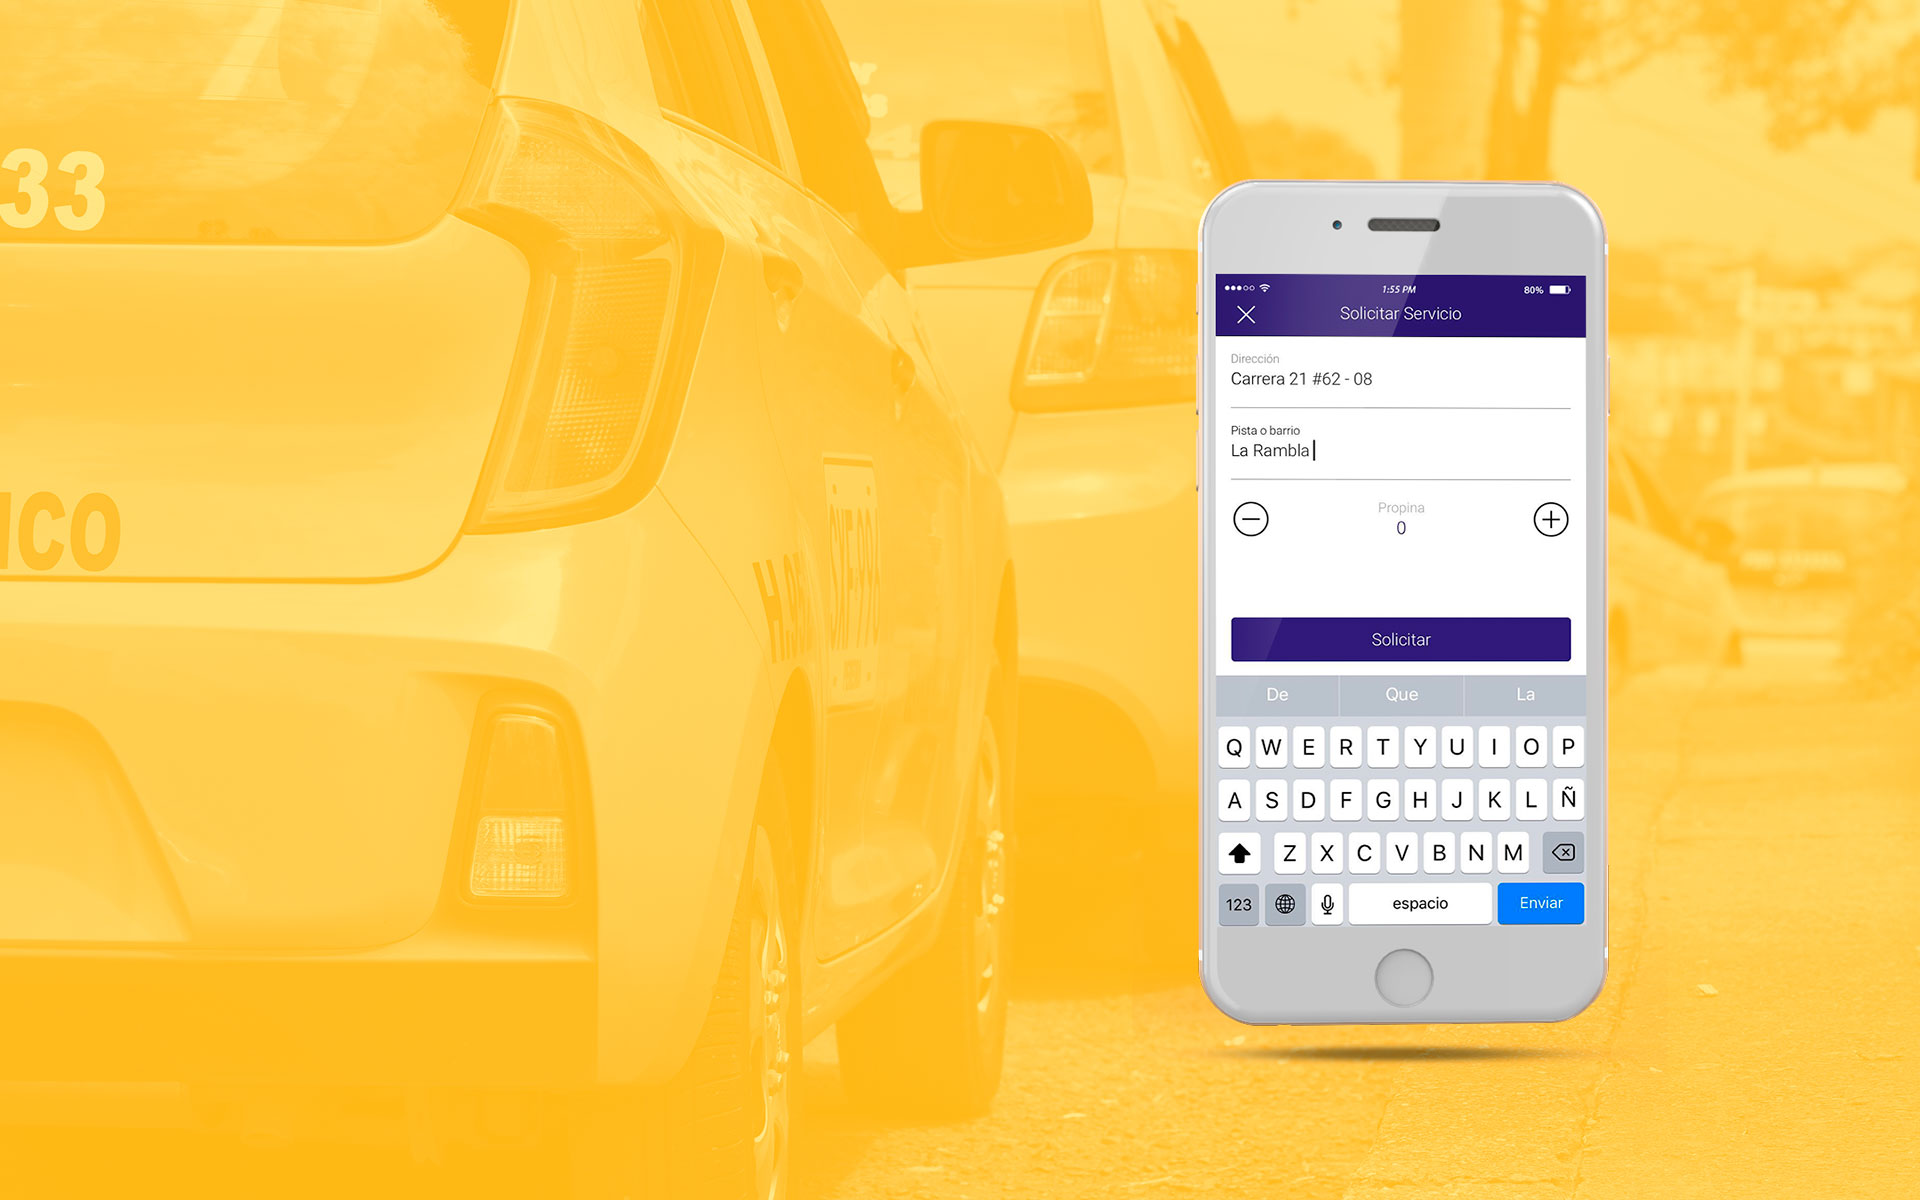 33
ICO
1:55 PM
80%
Solicitar Servicio
Dirección
Carrera 21 #62 - 08
Pista o barrio
La Rambla
Propina
0
Solicitar
De Que La
Q W E R T Y U I O P
A S D F G H J K L Ñ
Z X C V B N M
123 espacio Enviar